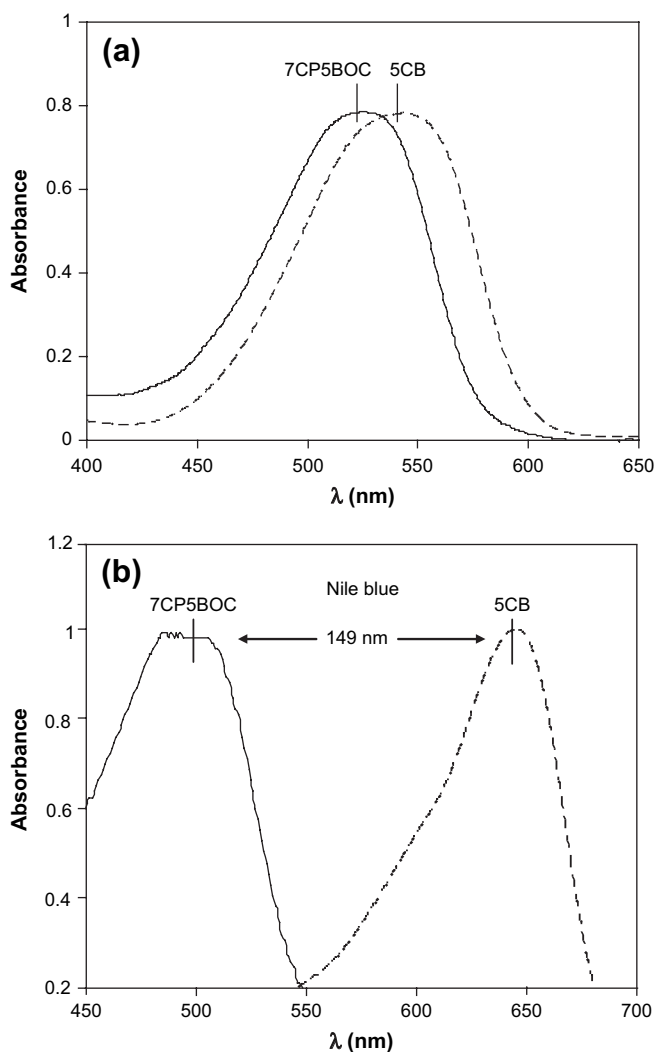 (a)
7CP5BOC 5CB
1
0.8
0.6
0.4
0.2
0
Absorbance
400 450 500 550 600 650
λ (nm)
(b)
Nile blue
7CP5BOC 5CB
149 nm
1.2
1
0.8
0.6
0.4
0.2
Absorbance
450 500 550 600 650 700
λ (nm)